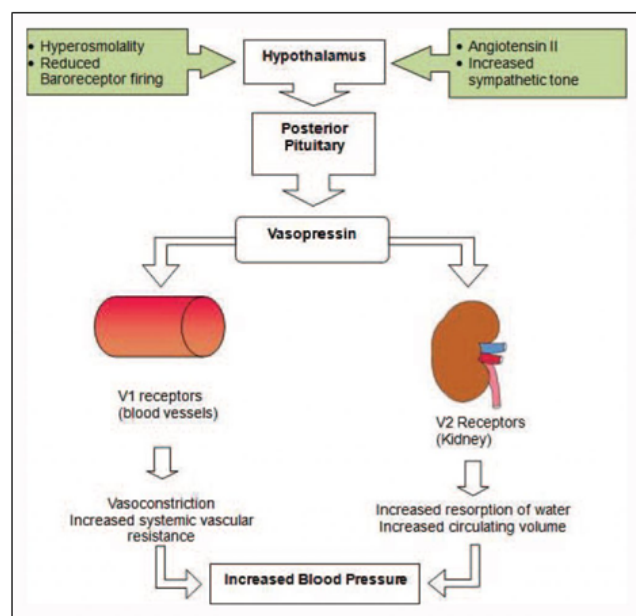 • Hyperosmolality
• Reduced
Baroreceptor firing
Hypothalamus
• Angiotensin II
• Increased
sympathetic tone
Posterior
Pituitary
Vasopressin
V1 receptors
(blood vessels)
V2 Receptors
(Kidney)
Vasoconstriction
Increased systemic vascular
resistance
Increased resorption of water
Increased circulating volume
Increased Blood Pressure